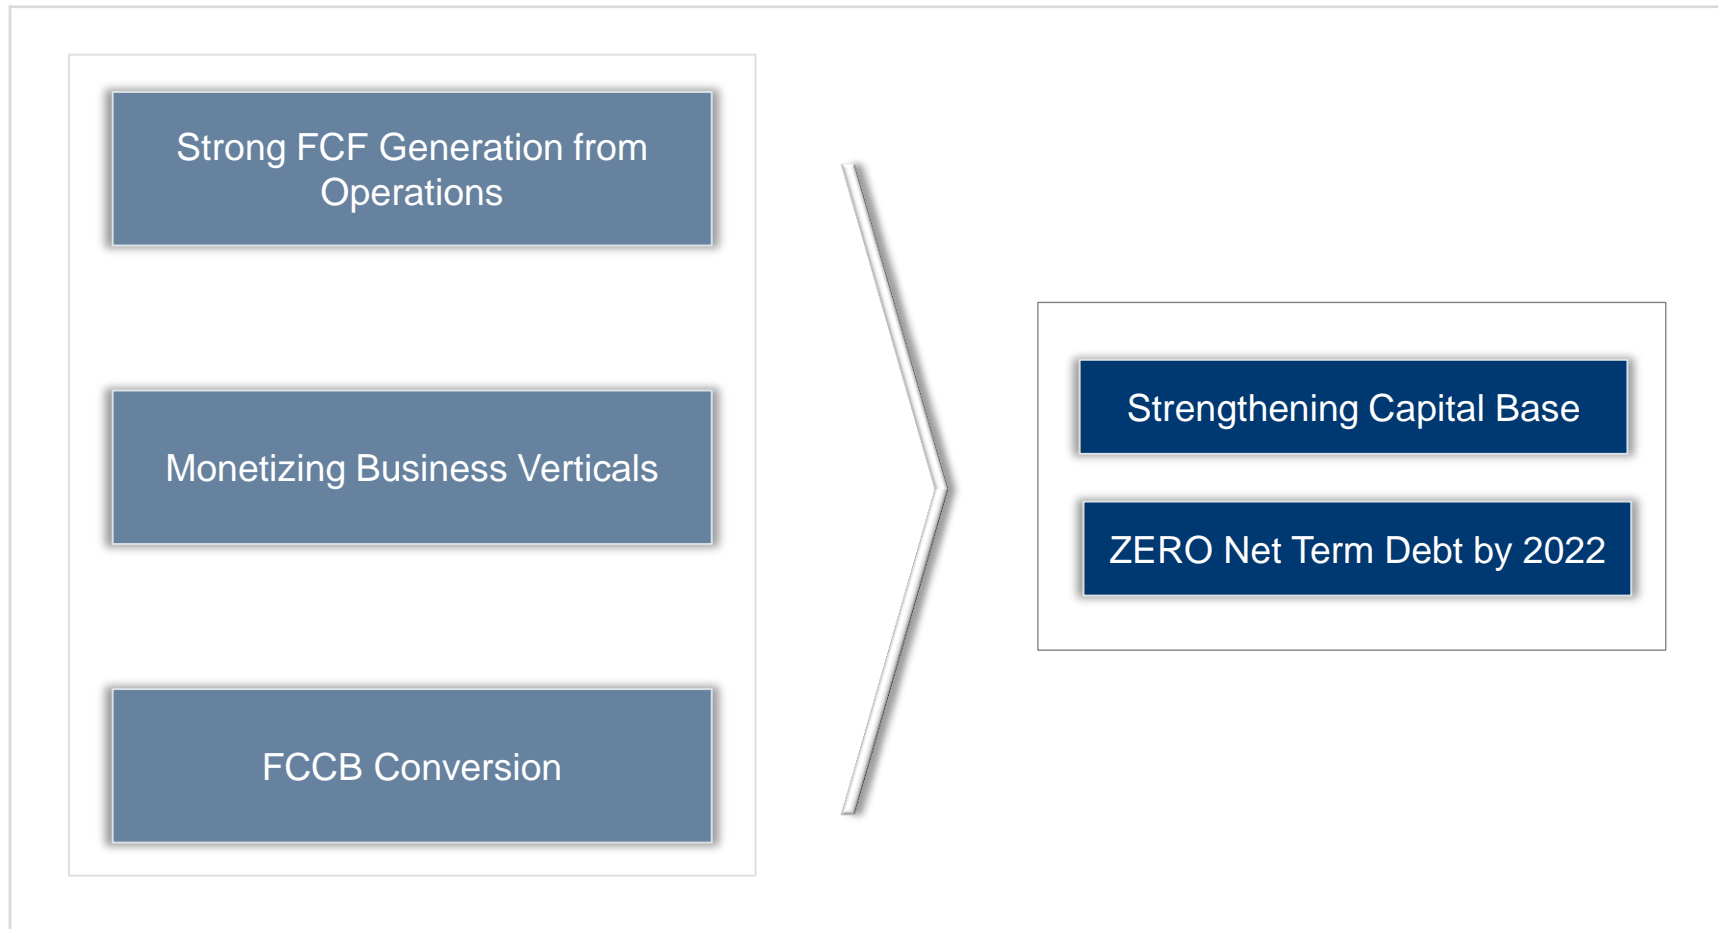 Strong FCF Generation from
Operations
Monetizing Business Verticals
FCCB Conversion
Strengthening Capital Base
ZERO Net Term Debt by 2022